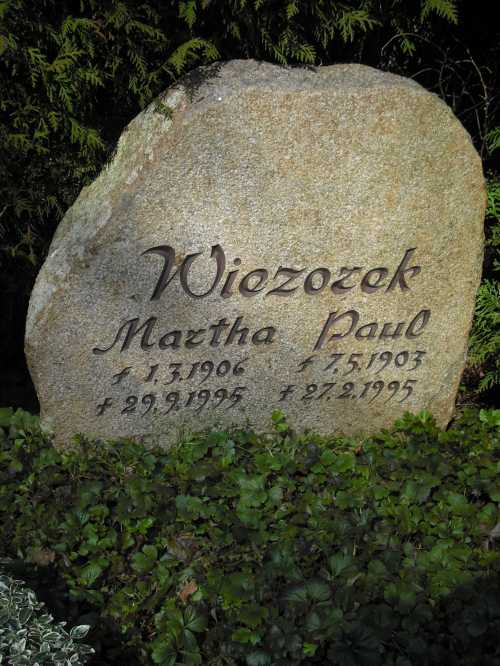 Wiezorek
Martha Paul
* 1.3.1906 * 7.5.1903
† 29.9.1995 † 27.2.1995